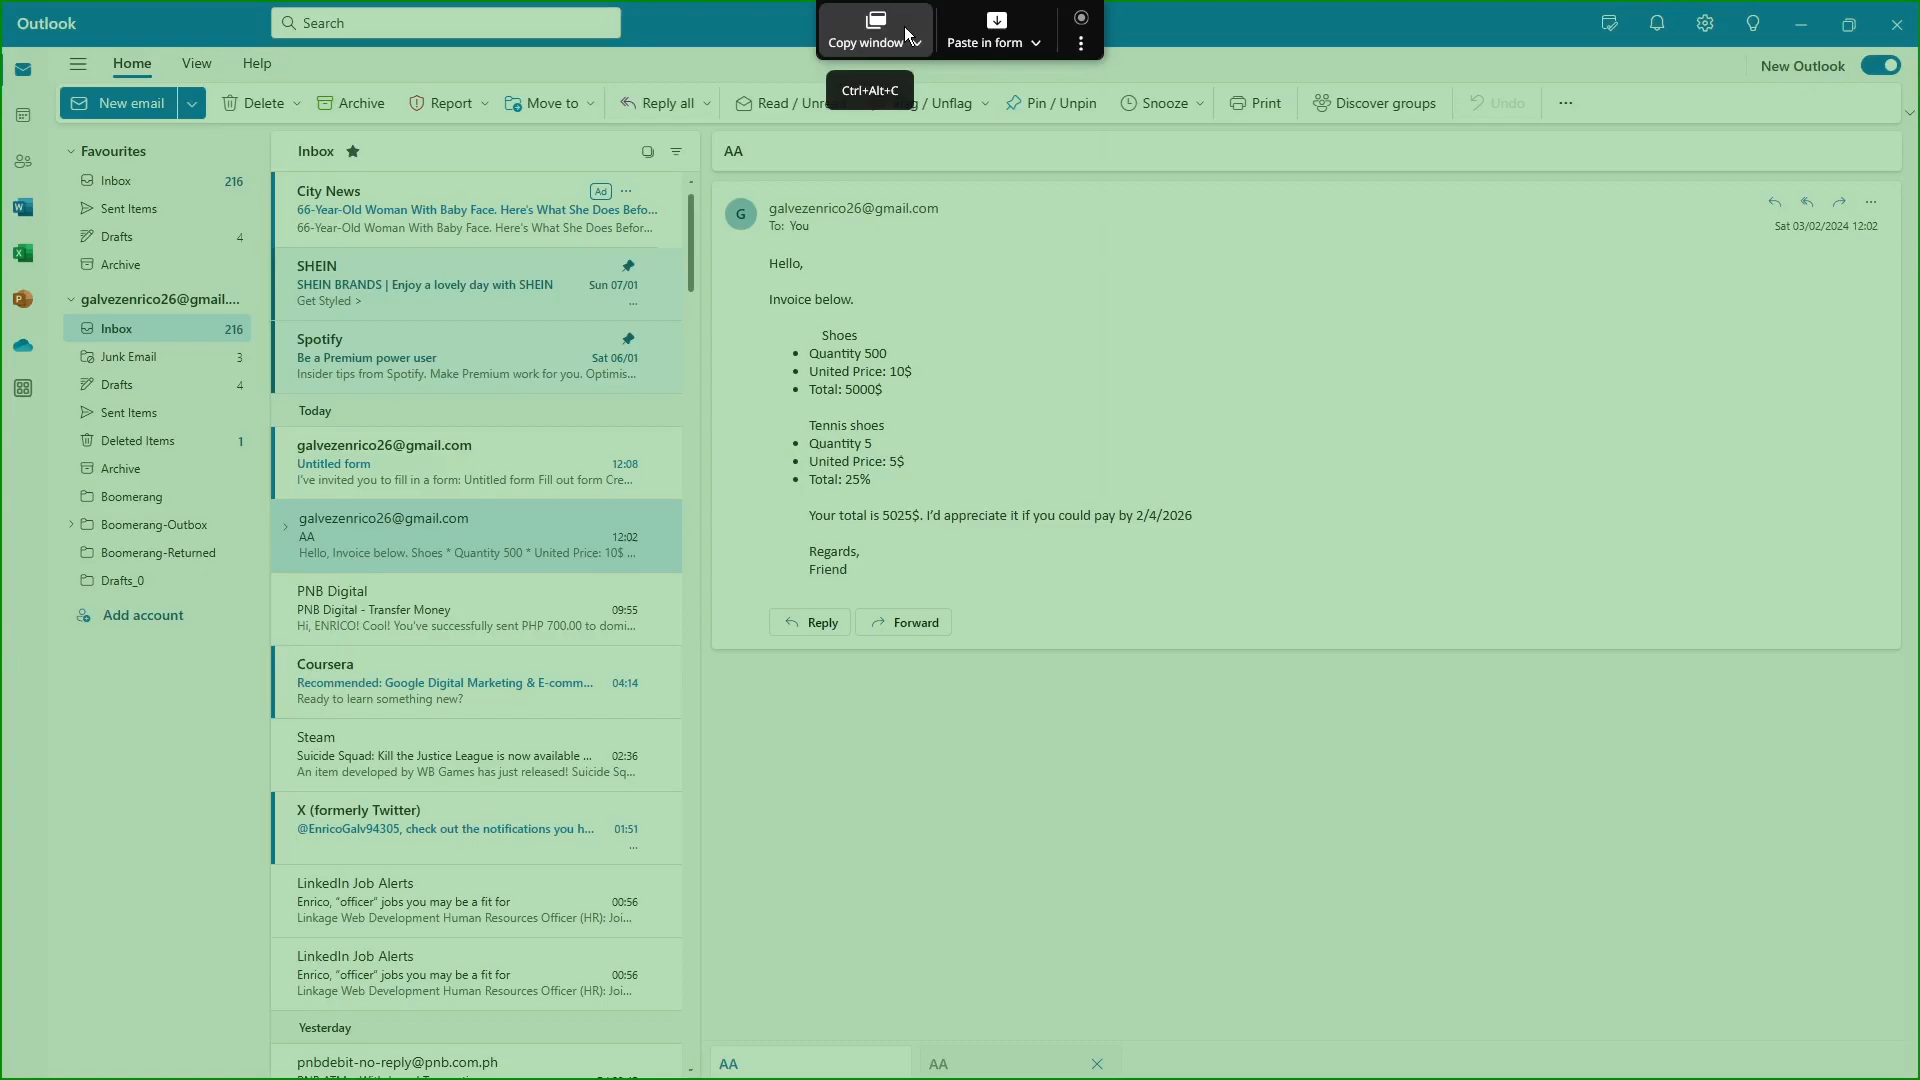 Outlook
Search
Copy window
Paste in form
Ctrl+Alt+C
Home
View
Help
New Outlook
New email
Delete
Archive
Report
Move to
Reply all
Read /
/ Unflag
Pin / Unpin
Snooze
Print
Discover groups
Undo
Favourites
Inbox 216
Sent Items
Drafts 4
Archive
galvezenrico26@gmail....
Inbox 216
Junk Email 3
Drafts 4
Sent Items
Deleted Items 1
Archive
Boomerang
Boomerang-Outbox
Boomerang-Returned
Drafts_0
Add account
Inbox
City News Ad
66-Year-Old Woman With Baby Face. Here's What She Does Befo...
66-Year-Old Woman With Baby Face. Here's What She Does Befor...
SHEIN
SHEIN BRANDS | Enjoy a lovely day with SHEIN Sun 07/01
Get Styled > ...
Spotify
Be a Premium power user Sat 06/01
Insider tips from Spotify. Make Premium work for you. Optimis...
Today
galvezenrico26@gmail.com
Untitled form 12:08
I've invited you to fill in a form: Untitled form Fill out form Cre...
galvezenrico26@gmail.com
AA 12:02
Hello, Invoice below. Shoes * Quantity 500 * United Price: 10$ ...
PNB Digital
PNB Digital - Transfer Money 09:55
Hi, ENRICO! Cool! You've successfully sent PHP 700.00 to domi...
Coursera
Recommended: Google Digital Marketing & E-comm... 04:14
Ready to learn something new?
Steam
Suicide Squad: Kill the Justice League is now available ... 02:36
An item developed by WB Games has just released! Suicide Sq...
X (formerly Twitter)
@EnricoGalv94305, check out the notifications you h... 01:51
...
LinkedIn Job Alerts
Enrico, "officer" jobs you may be a fit for 00:56
Linkage Web Development Human Resources Officer (HR): Joi...
LinkedIn Job Alerts
Enrico, "officer" jobs you may be a fit for 00:56
Linkage Web Development Human Resources Officer (HR): Joi...
Yesterday
pnbdebit-no-reply@pnb.com.ph
AA
G
galvezenrico26@gmail.com
To: You
Sat 03/02/2024 12:02
Hello,
Invoice below.
Shoes
• Quantity 500
• United Price: 10$
• Total: 5000$
Tennis shoes
• Quantity 5
• United Price: 5$
• Total: 25%
Your total is 5025$. I'd appreciate it if you could pay by 2/4/2026
Regards,
Friend
Reply
Forward
AA
AA